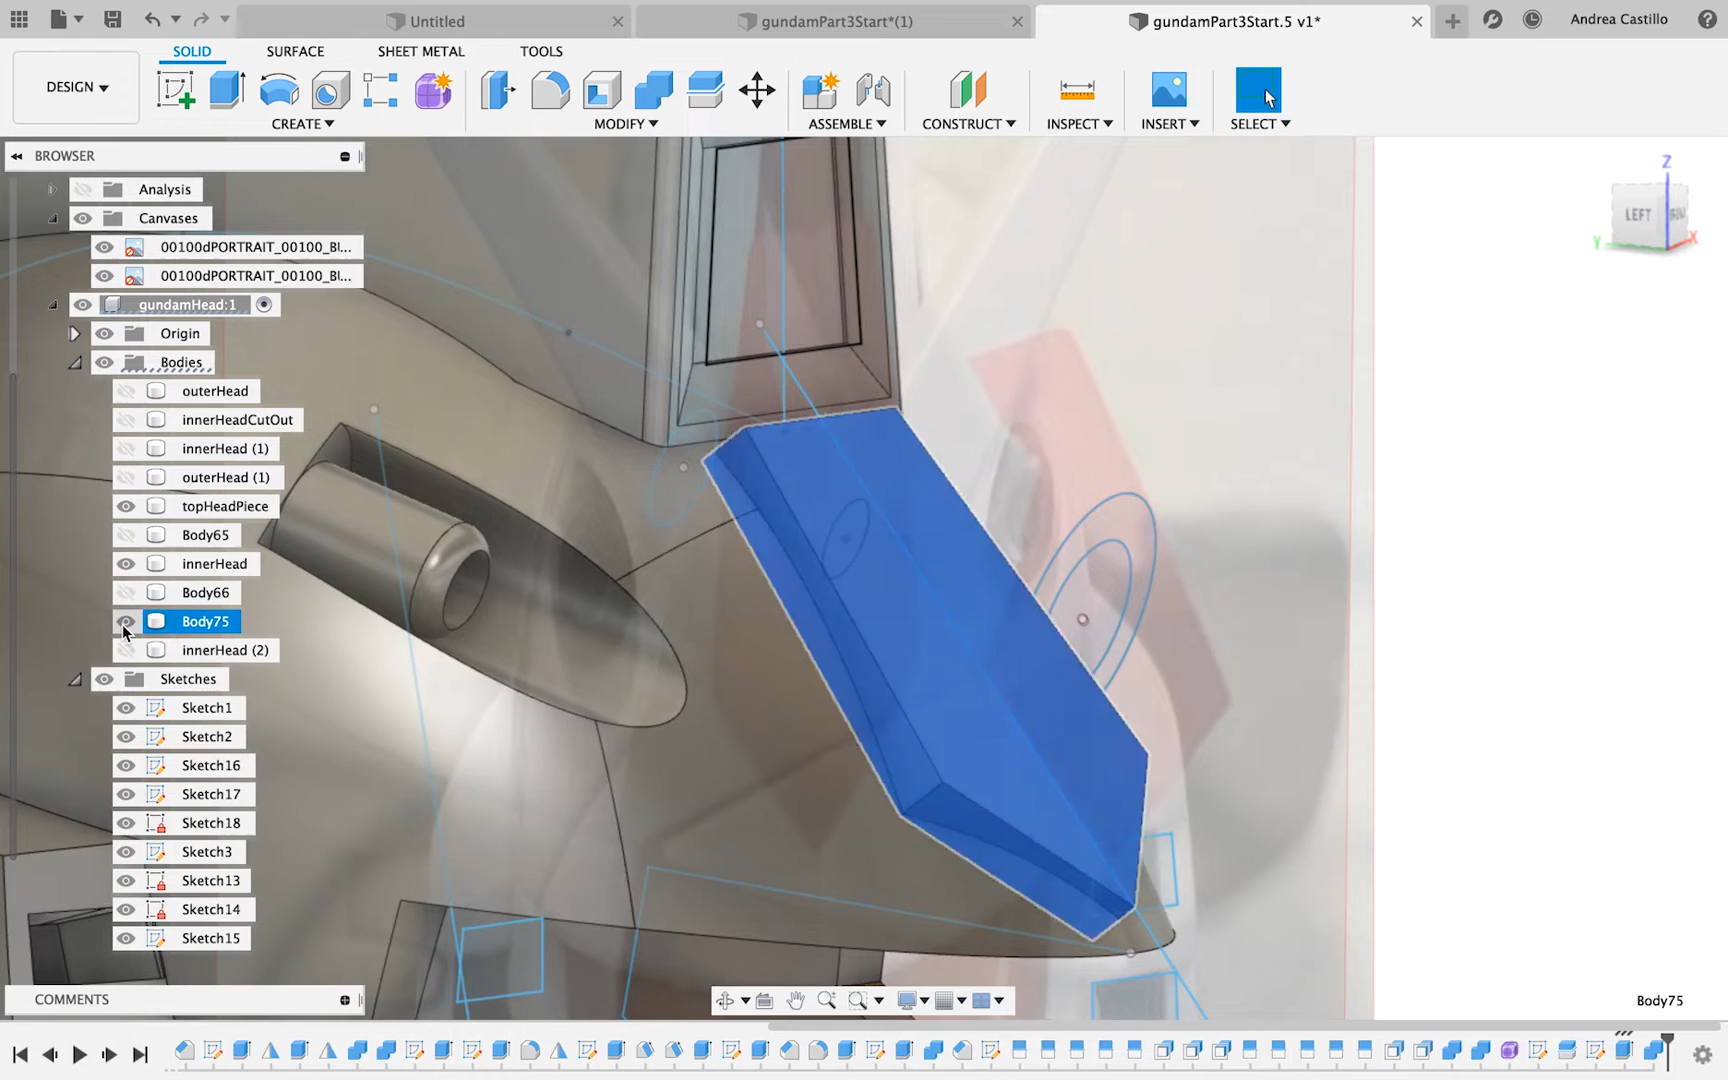 Untitled
gundamPart3Start*(1)
gundamPart3Start.5 v1*
Andrea Castillo
SOLID
SURFACE
SHEET METAL
TOOLS
DESIGN
CREATE
MODIFY
ASSEMBLE
CONSTRUCT
INSPECT
INSERT
SELECT
BROWSER
Analysis
Canvases
00100dPORTRAIT_00100_Bl...
00100dPORTRAIT_00100_Bl...
gundamHead:1
Origin
Bodies
outerHead
innerHeadCutOut
innerHead (1)
outerHead (1)
topHeadPiece
Body65
innerHead
Body66
Body75
innerHead (2)
Sketches
Sketch1
Sketch2
Sketch16
Sketch17
Sketch18
Sketch3
Sketch13
Sketch14
Sketch15
COMMENTS
Z
LEFT
Y
X
Body75